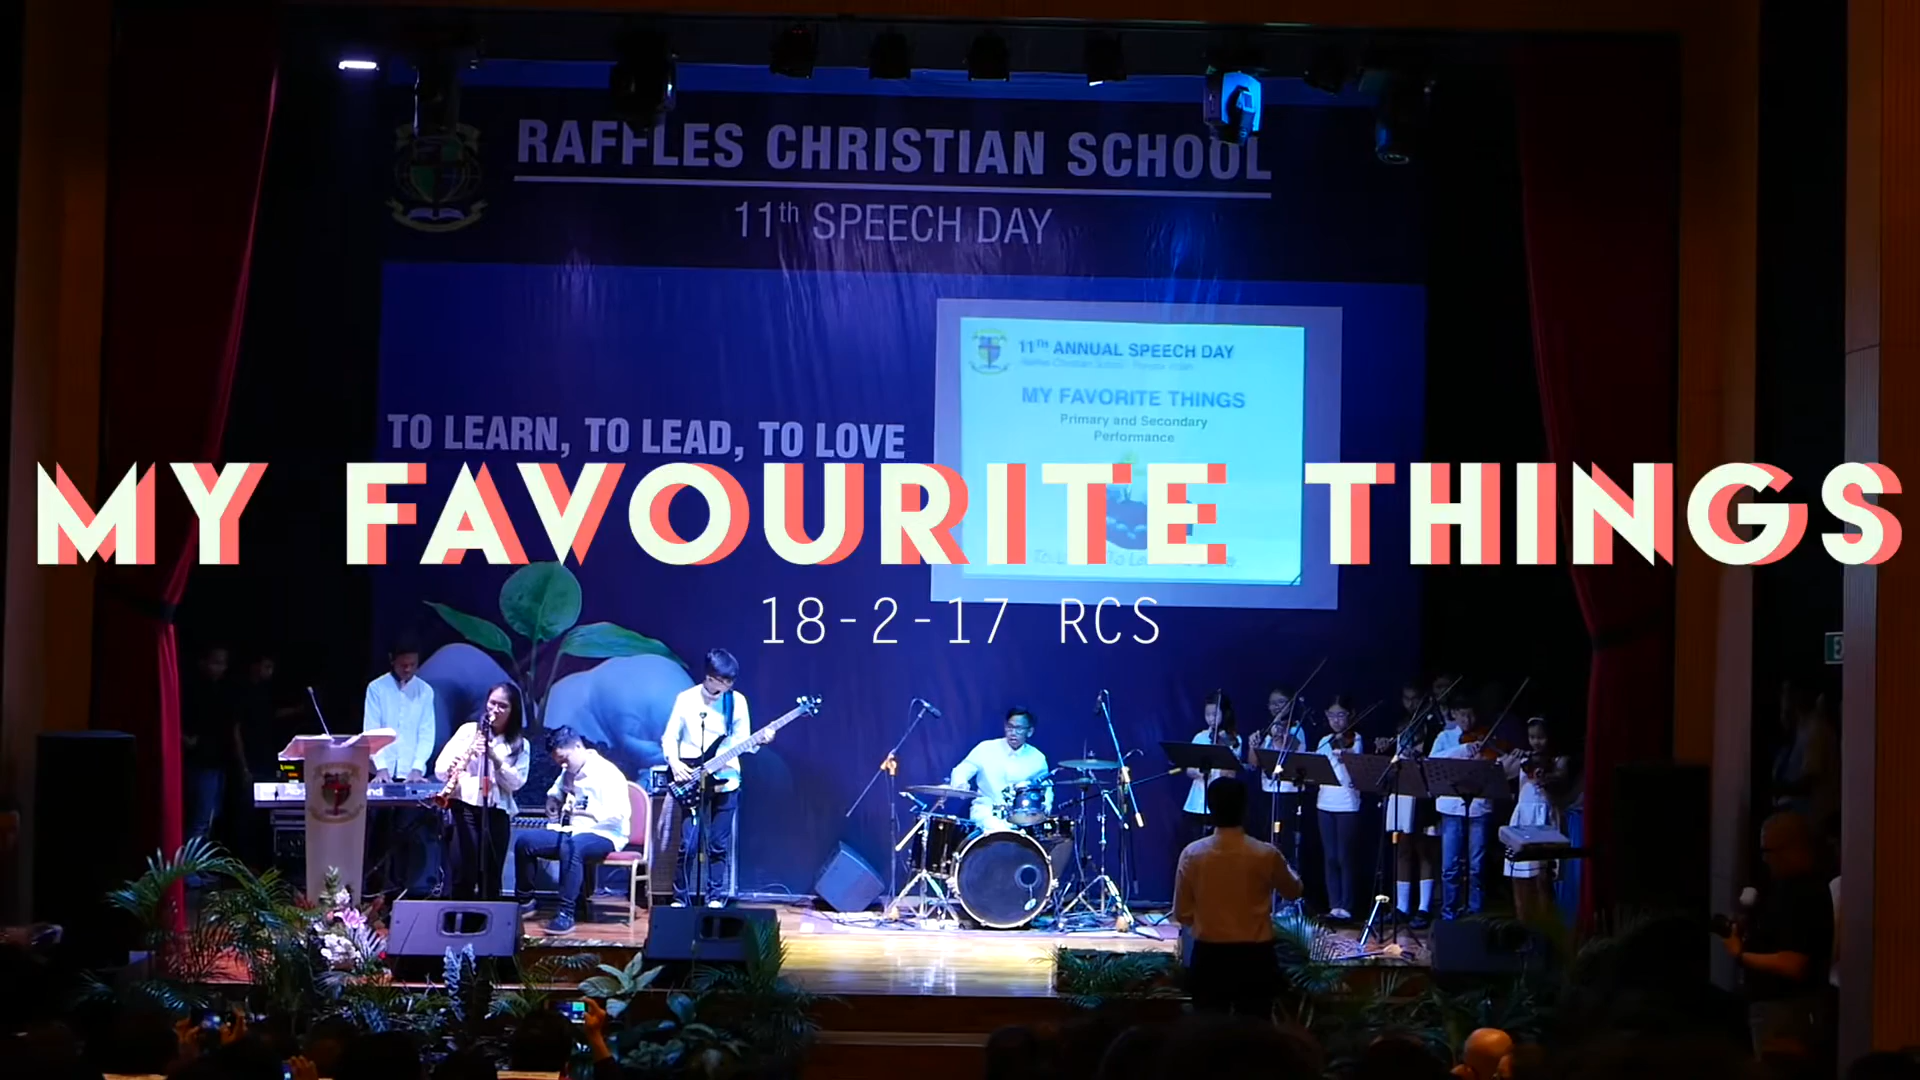 RAFFLES CHRISTIAN SCHOOL
11th SPEECH DAY
11TH ANNUAL SPEECH DAY
MY FAVORITE THINGS
Primary and Secondary
Performance
TO LEARN, TO LEAD, TO LOVE
MY FAVOURITE THINGS
18-2-17 RCS